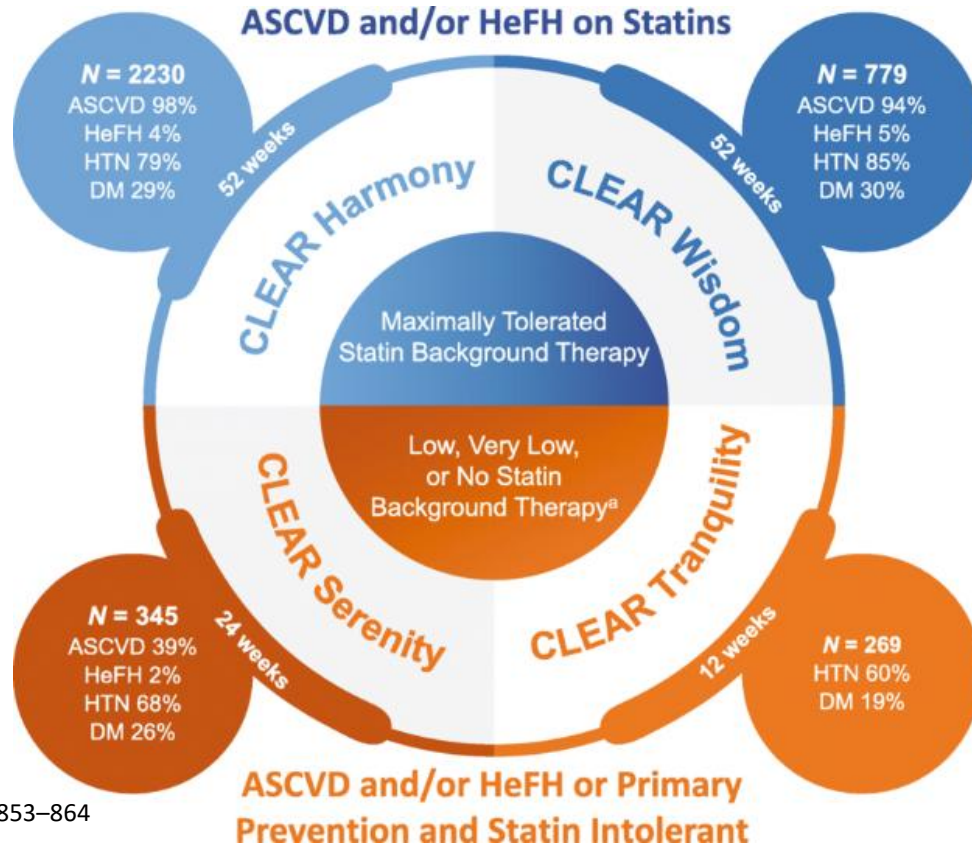 ASCVD and/or HeFH on Statins
N = 2230
ASCVD 98%
HeFH 4%
HTN 79%
DM 29%
52 weeks
CLEAR Harmony
N = 779
ASCVD 94%
HeFH 5%
HTN 85%
DM 30%
52 weeks
CLEAR Wisdom
Maximally Tolerated
Statin Background Therapy
Low, Very Low,
or No Statin
Background Therapyᵃ
N = 345
ASCVD 39%
HeFH 2%
HTN 68%
DM 26%
24 weeks
CLEAR Serenity
N = 269
HTN 60%
DM 19%
12 weeks
CLEAR Tranquility
ASCVD and/or HeFH or Primary
Prevention and Statin Intolerant
853–864